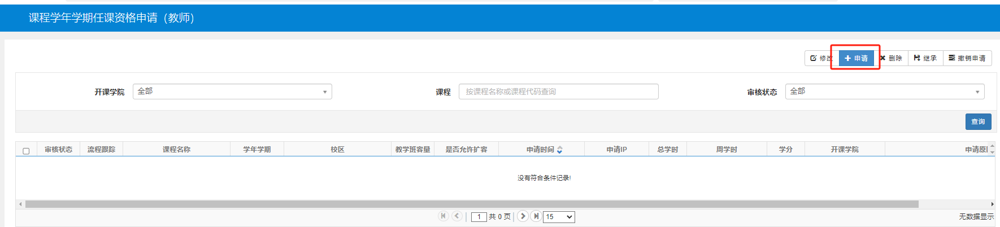 课程学年学期任课资格申请（教师）
修改 申请 删除 继承 撤销申请
开课学院 全部 课程 按课程名称或课程代码查询 审核状态 全部
查询
审核状态 流程跟踪 课程名称 学年学期 校区 教学班容量 是否允许扩容 申请时间 申请IP 总学时 周学时 学分 开课学院 申请原
没有符合条件记录!
1 共 0 页 15 无数据显示